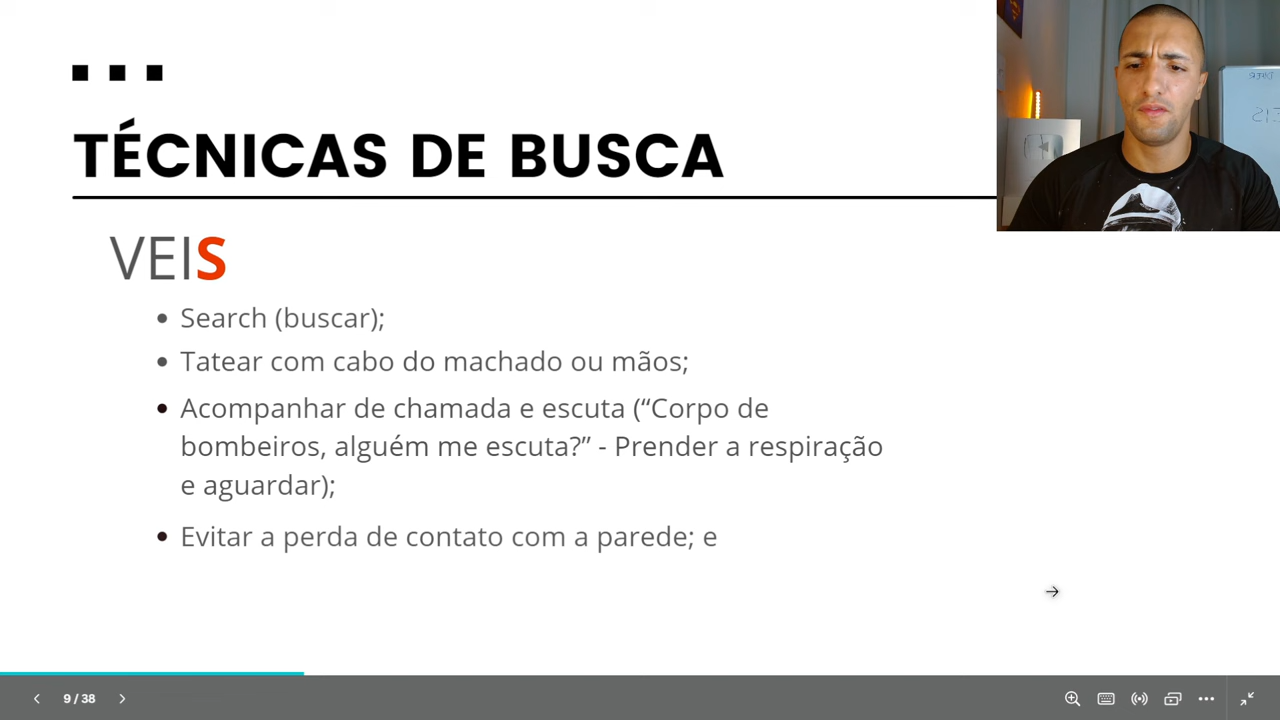 TÉCNICAS DE BUSCA
VEIS
• Search (buscar);
• Tatear com cabo do machado ou mãos;
• Acompanhar de chamada e escuta (“Corpo de
bombeiros, alguém me escuta?” - Prender a respiração
e aguardar);
• Evitar a perda de contato com a parede; e
9 / 38